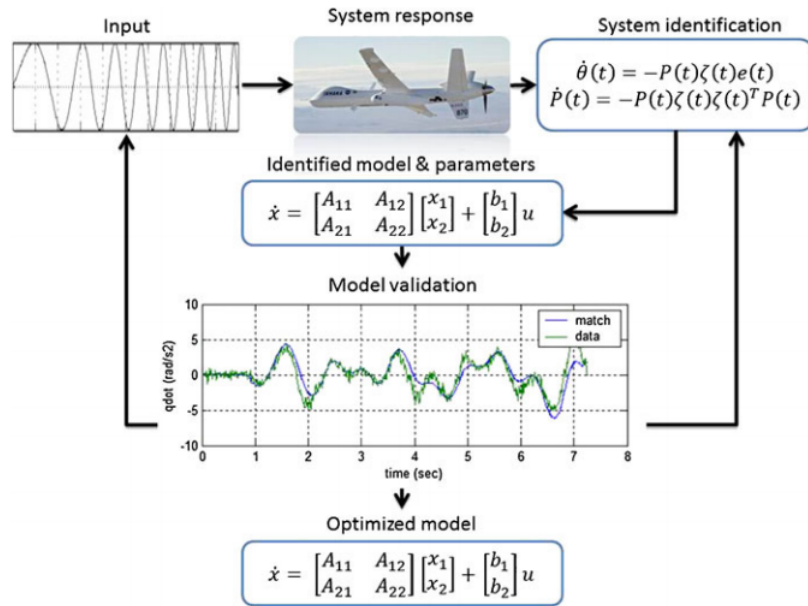 Input
System response
System identification
θ̇(t) = −P(t)ζ(t)e(t)
Ṗ(t) = −P(t)ζ(t)ζ(t)ᵀP(t)
Identified model & parameters
ẋ = [A₁₁ A₁₂; A₂₁ A₂₂] [x₁; x₂] + [b₁; b₂] u
Model validation
match
data
qdot (rad/s2)
10
5
0
-5
-10
0 1 2 3 4 5 6 7 8
time (sec)
Optimized model
ẋ = [A₁₁ A₁₂; A₂₁ A₂₂] [x₁; x₂] + [b₁; b₂] u